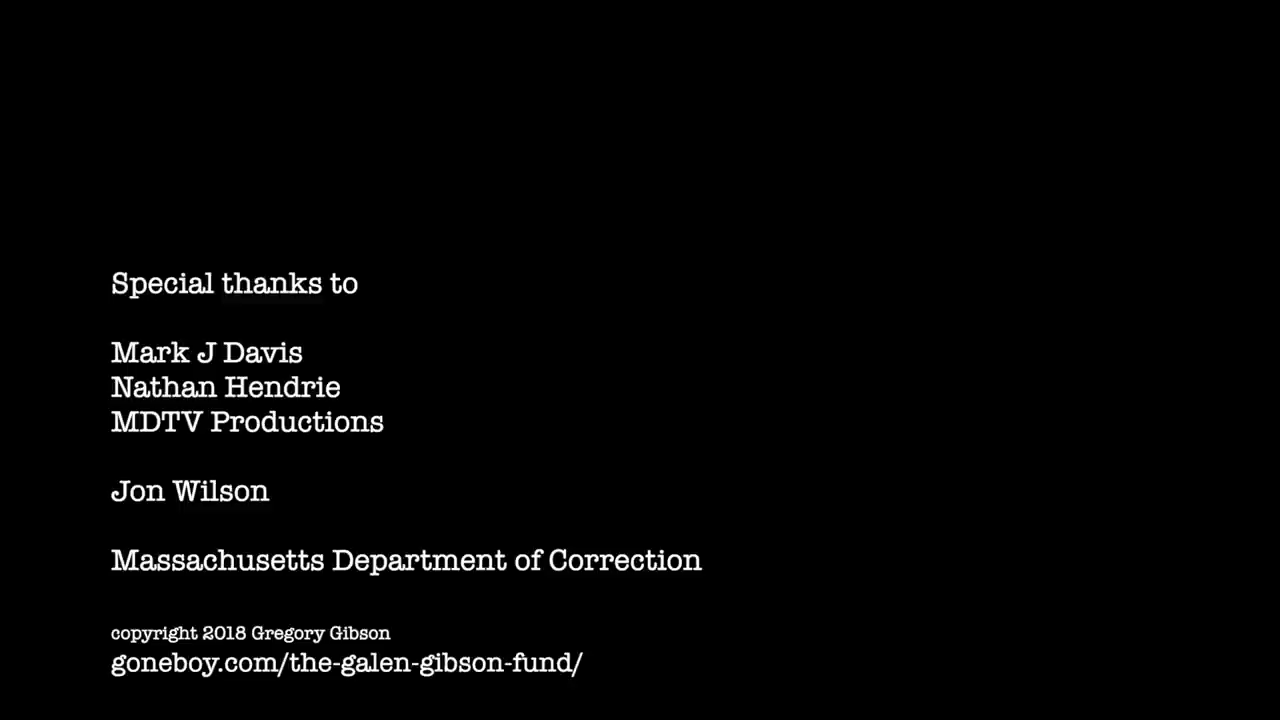 Special thanks to
Mark J Davis
Nathan Hendrie
MDTV Productions
Jon Wilson
Massachusetts Department of Correction
copyright 2018 Gregory Gibson
goneboy.com/the-galen-gibson-fund/